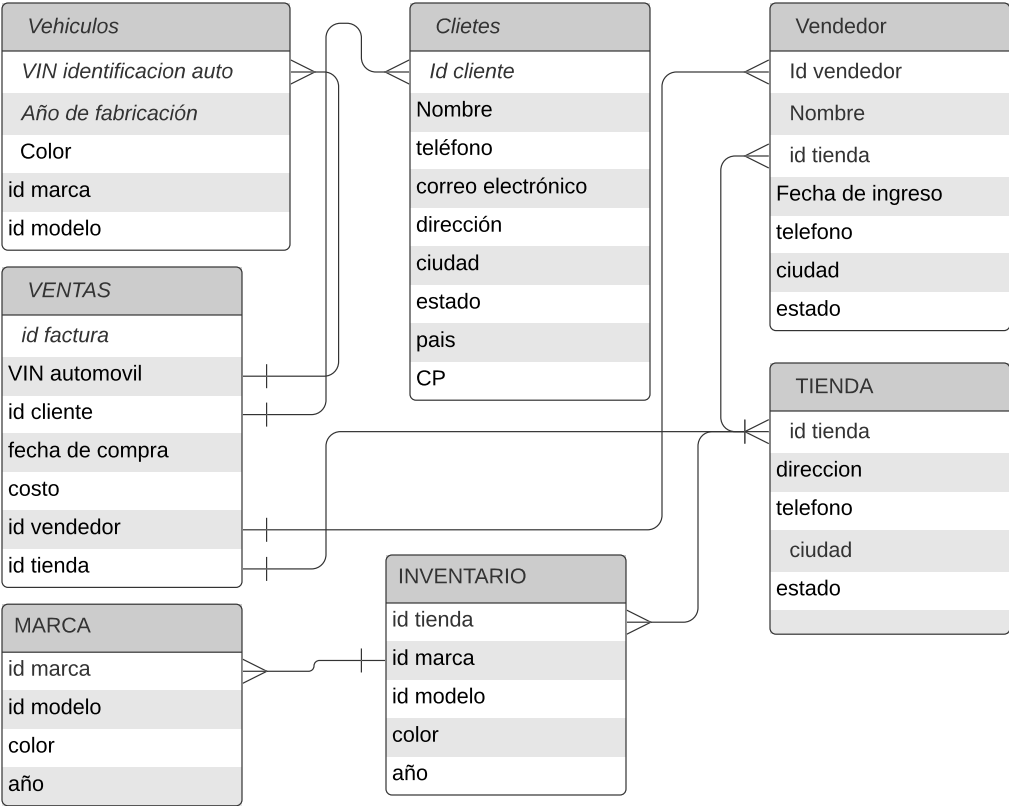 Vehiculos
VIN identificacion auto
Año de fabricación
Color
id marca
id modelo
Clietes
Id cliente
Nombre
teléfono
correo electrónico
dirección
ciudad
estado
pais
CP
Vendedor
Id vendedor
Nombre
id tienda
Fecha de ingreso
telefono
ciudad
estado
VENTAS
id factura
VIN automovil
id cliente
fecha de compra
costo
id vendedor
id tienda
TIENDA
id tienda
direccion
telefono
ciudad
estado
MARCA
id marca
id modelo
color
año
INVENTARIO
id tienda
id marca
id modelo
color
año